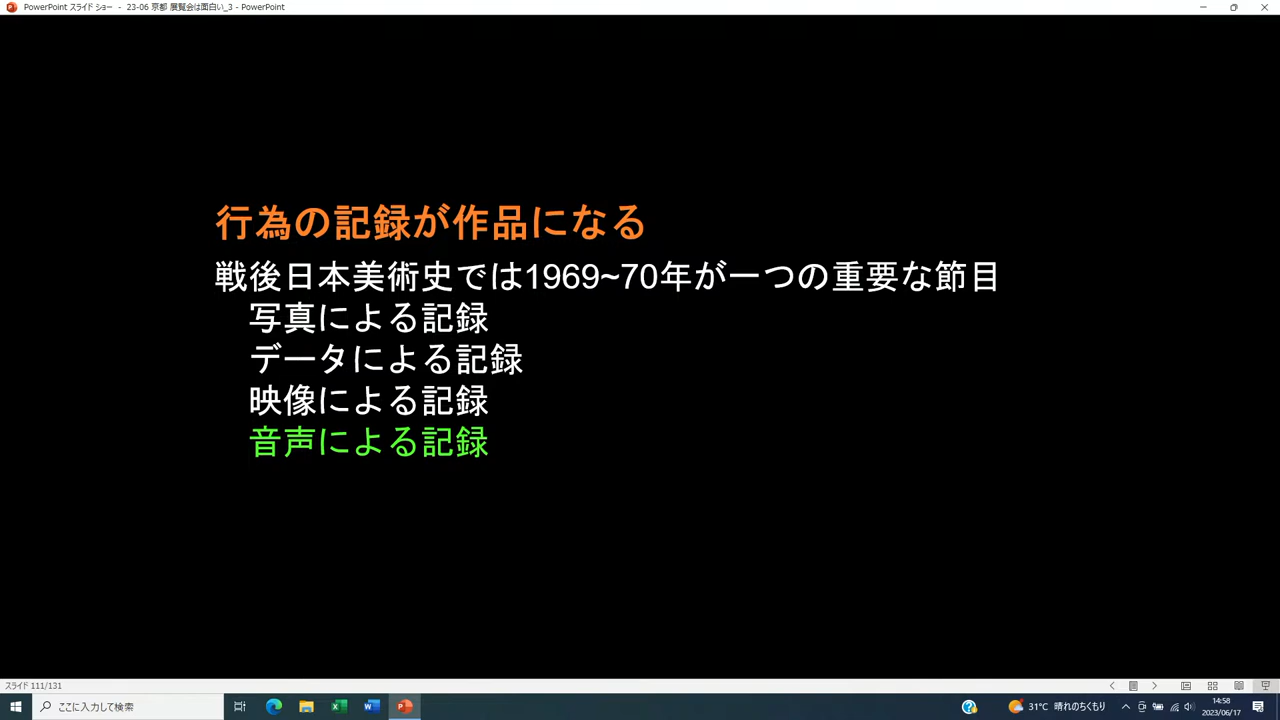 PowerPoint スライド ショー - 23-06 京都 展覧会は面白い_3 - PowerPoint
行為の記録が作品になる
戦後日本美術史では1969~70年が一つの重要な節目
写真による記録
データによる記録
映像による記録
音声による記録
スライド 111/131
ここに入力して検索
31°C 晴れのちくもり
14:58
2023/06/17